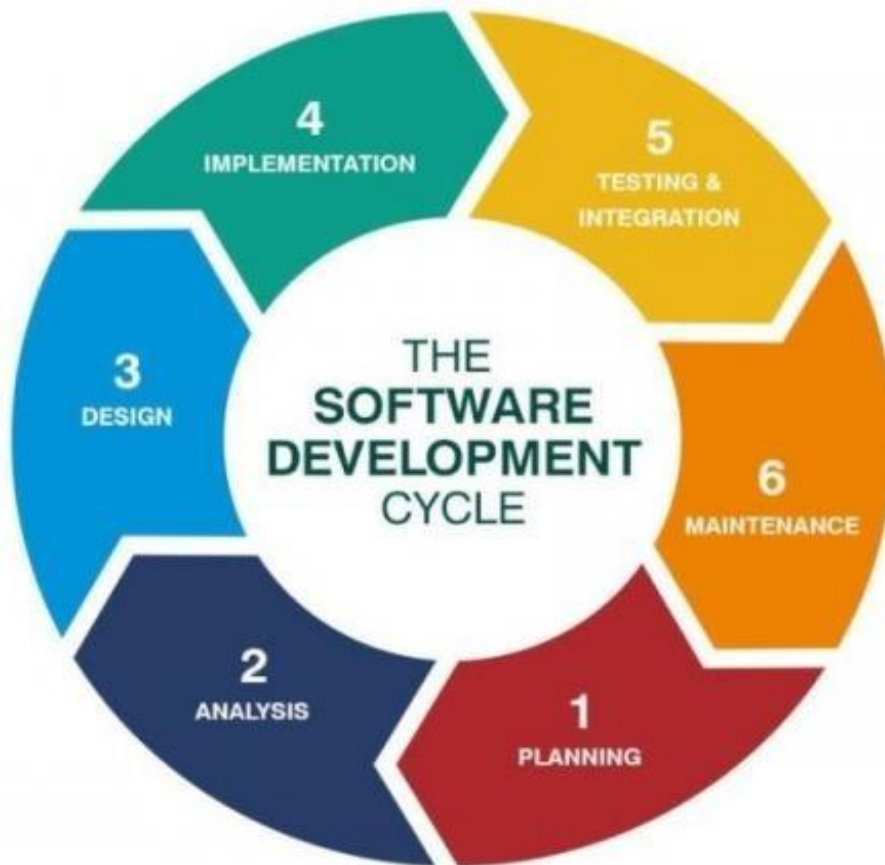 THE
SOFTWARE
DEVELOPMENT
CYCLE
1
PLANNING
2
ANALYSIS
3
DESIGN
4
IMPLEMENTATION
5
TESTING &
INTEGRATION
6
MAINTENANCE